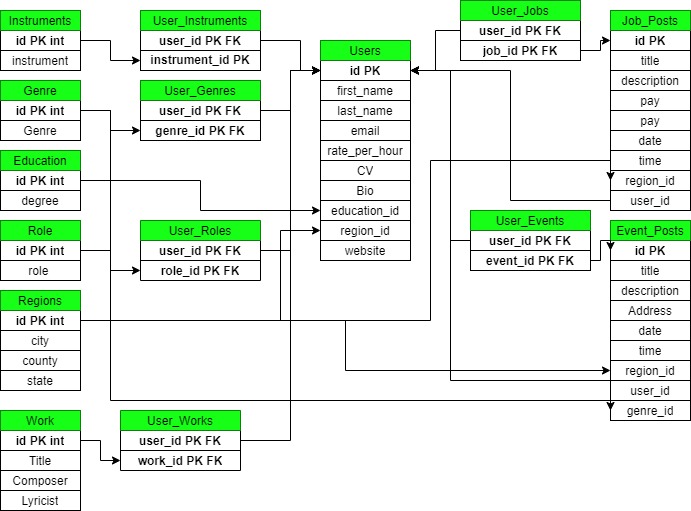 Instruments
id PK int
instrument
User_Instruments
user_id PK FK
instrument_id PK
Genre
id PK int
Genre
User_Genres
user_id PK FK
genre_id PK FK
Education
id PK int
degree
Role
id PK int
role
User_Roles
user_id PK FK
role_id PK FK
Regions
id PK int
city
county
state
Work
id PK int
Title
Composer
Lyricist
User_Works
user_id PK FK
work_id PK FK
Users
id PK
first_name
last_name
email
rate_per_hour
CV
Bio
education_id
region_id
website
User_Jobs
user_id PK FK
job_id PK FK
Job_Posts
id PK
title
description
pay
pay
date
time
region_id
user_id
User_Events
user_id PK FK
event_id PK FK
Event_Posts
id PK
title
description
Address
date
time
region_id
user_id
genre_id